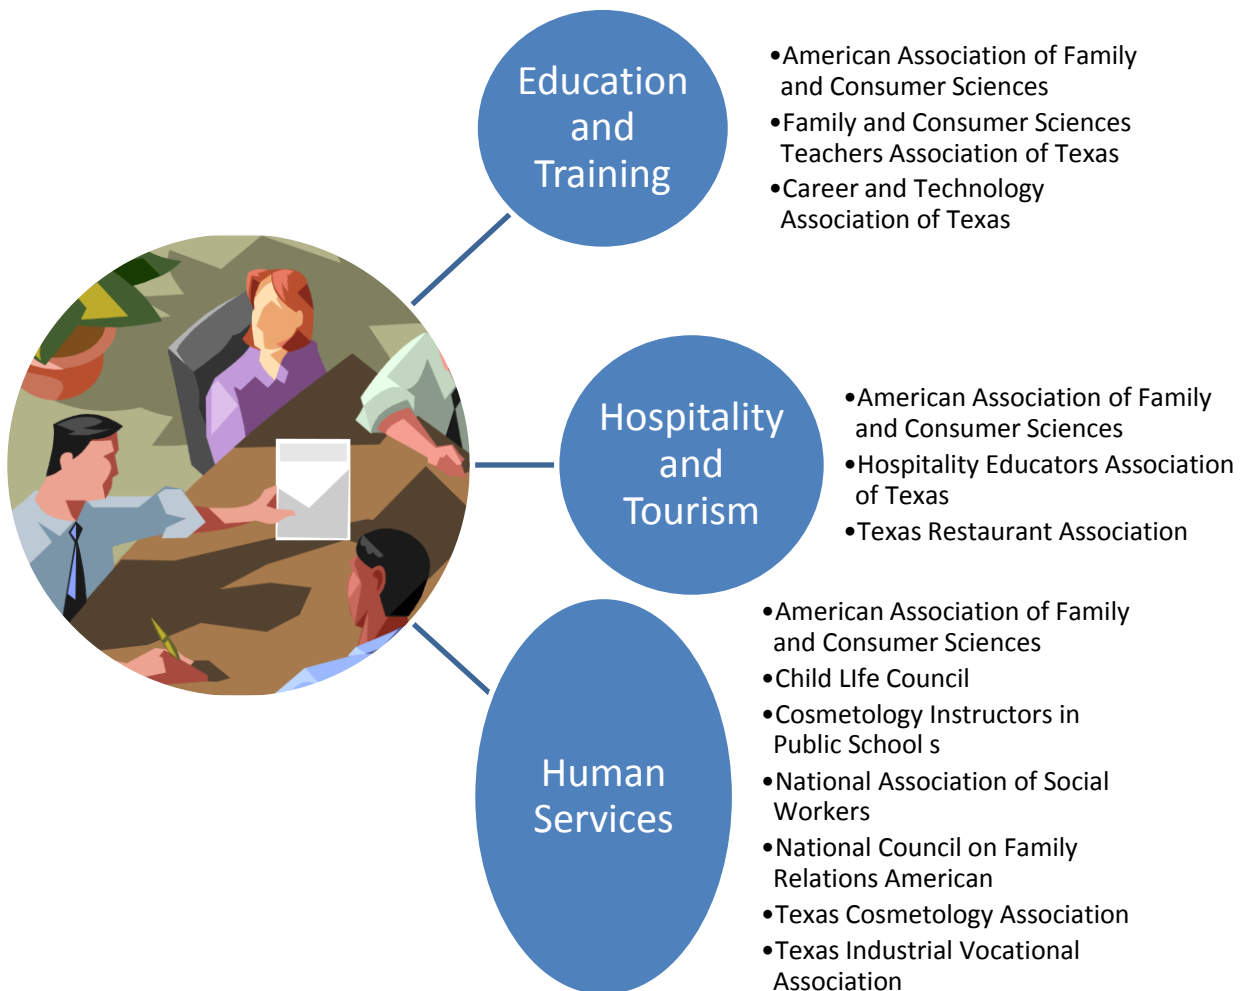 Education
and
Training
•American Association of Family
and Consumer Sciences
•Family and Consumer Sciences
Teachers Association of Texas
•Career and Technology
Association of Texas
Hospitality
and
Tourism
•American Association of Family
and Consumer Sciences
•Hospitality Educators Association
of Texas
•Texas Restaurant Association
Human
Services
•American Association of Family
and Consumer Sciences
•Child LIfe Council
•Cosmetology Instructors in
Public School s
•National Association of Social
Workers
•National Council on Family
Relations American
•Texas Cosmetology Association
•Texas Industrial Vocational
Association